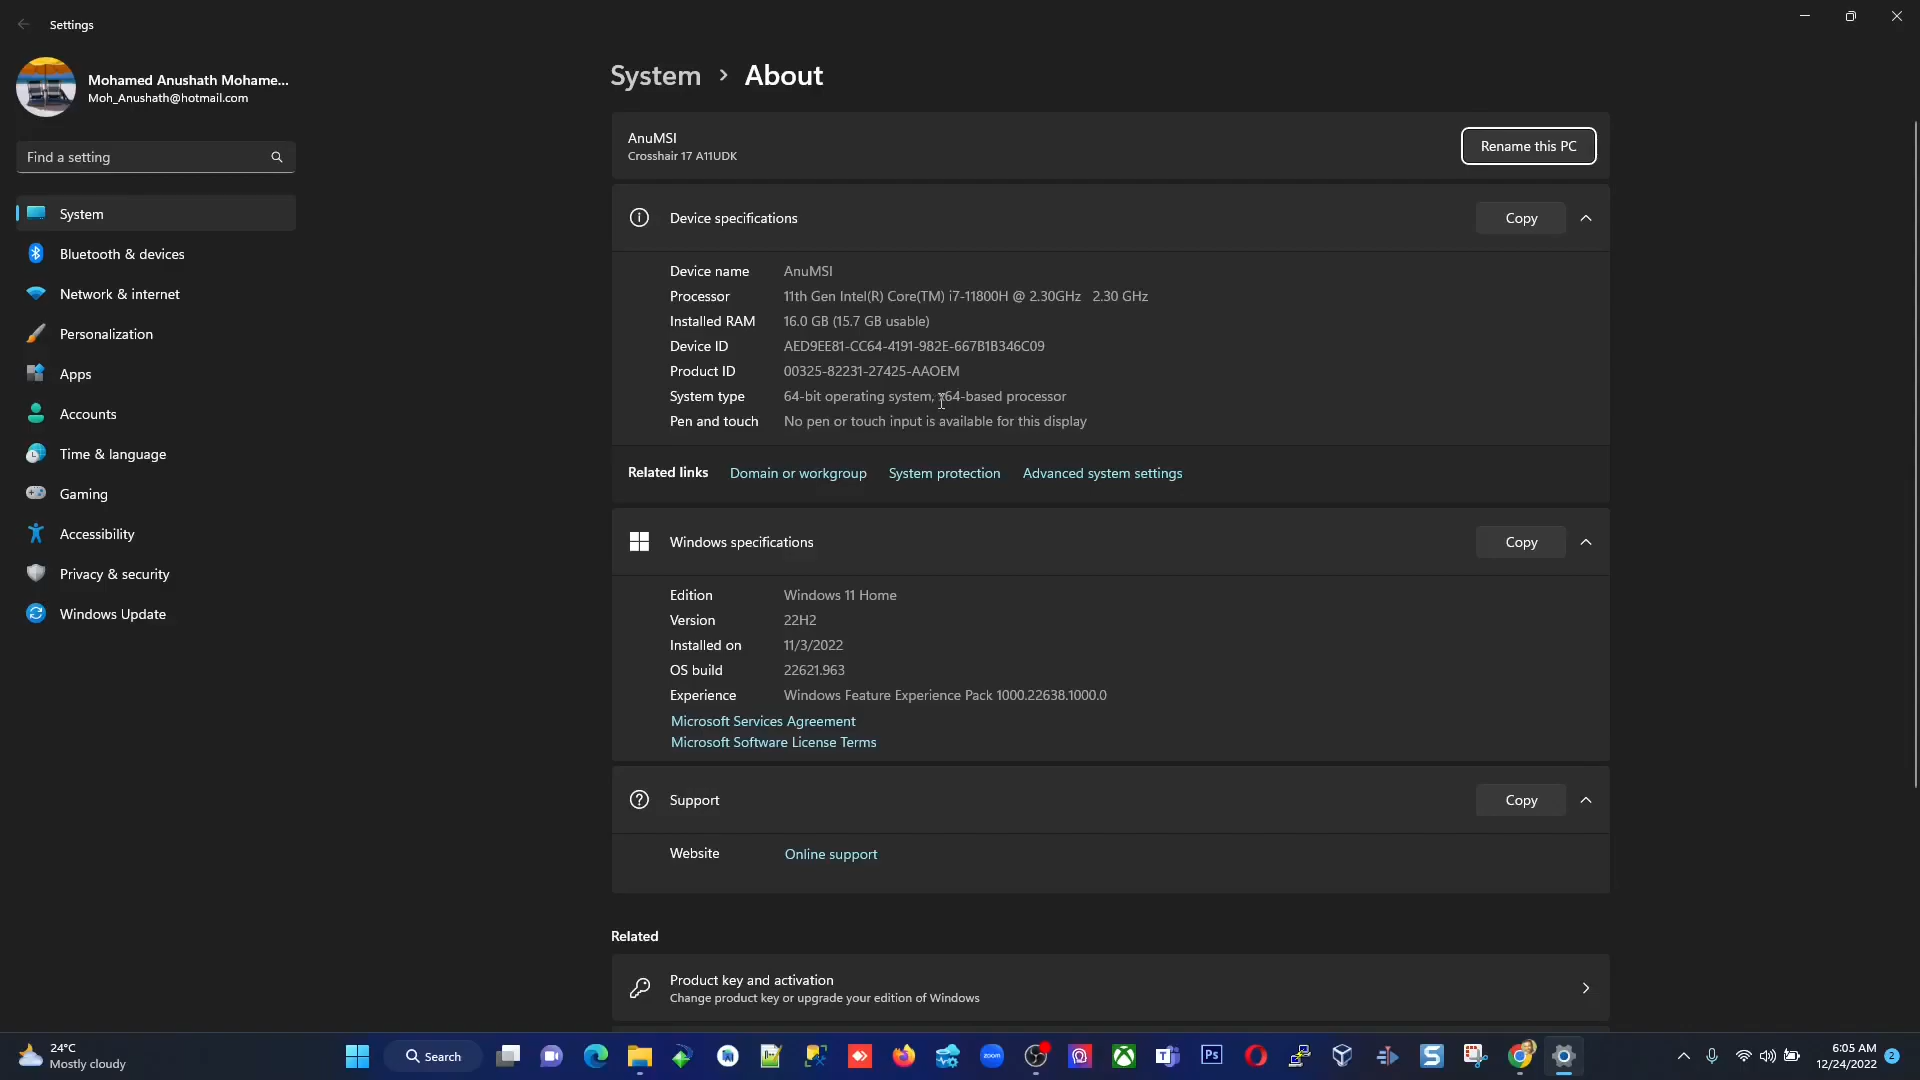 Settings
Mohamed Anushath Mohame...
Moh_Anushath@hotmail.com
Find a setting
System
Bluetooth & devices
Network & internet
Personalization
Apps
Accounts
Time & language
Gaming
Accessibility
Privacy & security
Windows Update
System > About
AnuMSI
Crosshair 17 A11UDK
Rename this PC
Device specifications
Copy
Device name AnuMSI
Processor 11th Gen Intel(R) Core(TM) i7-11800H @ 2.30GHz 2.30 GHz
Installed RAM 16.0 GB (15.7 GB usable)
Device ID AED9EE81-CC64-4191-982E-667B1B346C09
Product ID 00325-82231-27425-AAOEM
System type 64-bit operating system, x64-based processor
Pen and touch No pen or touch input is available for this display
Related links Domain or workgroup System protection Advanced system settings
Windows specifications
Copy
Edition Windows 11 Home
Version 22H2
Installed on 11/3/2022
OS build 22621.963
Experience Windows Feature Experience Pack 1000.22638.1000.0
Microsoft Services Agreement
Microsoft Software License Terms
Support
Copy
Website Online support
Related
Product key and activation
Change product key or upgrade your edition of Windows
24°C
Mostly cloudy
Search
zoom
Ps
6:05 AM
12/24/2022
2